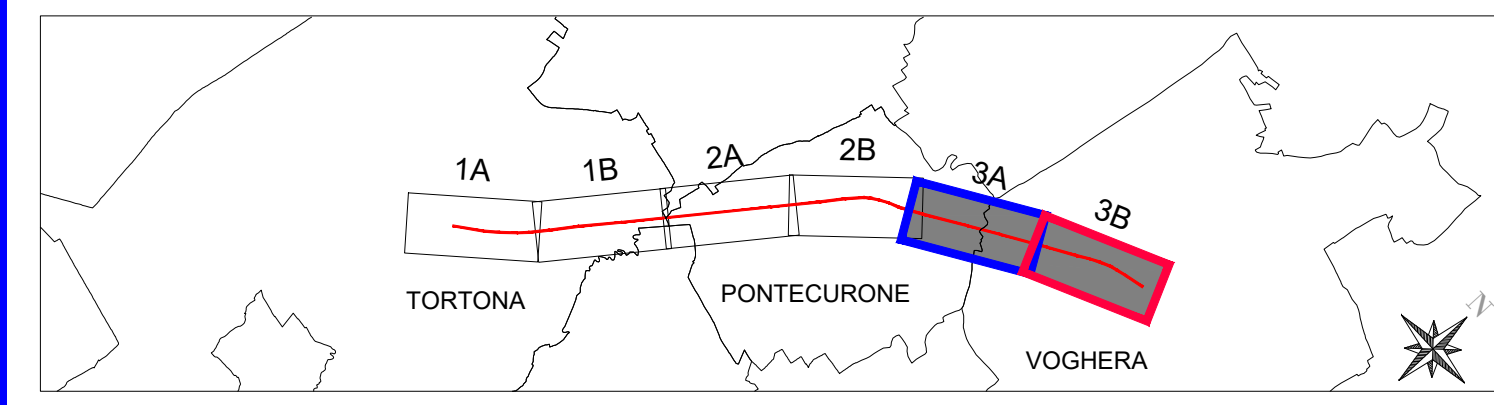 1A
1B
2A
2B
3A
3B
TORTONA
PONTECURONE
VOGHERA
N